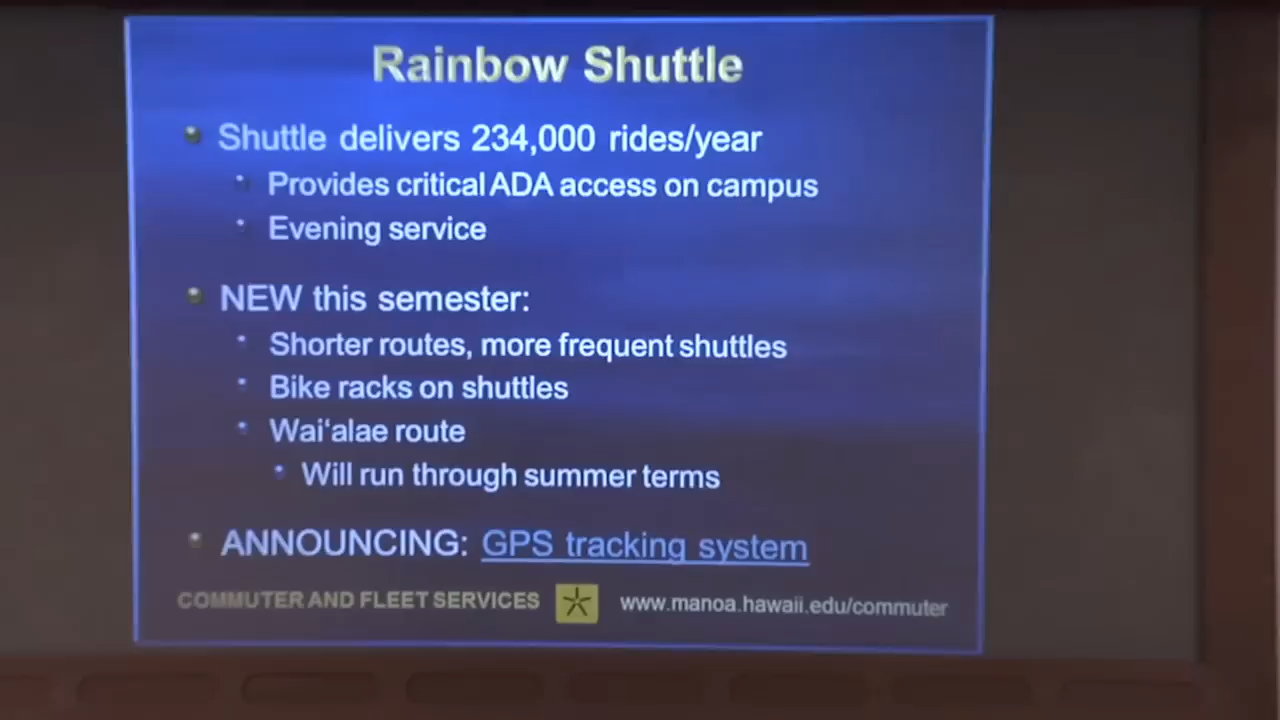 Rainbow Shuttle
Shuttle delivers 234,000 rides/year
Provides critical ADA access on campus
Evening service
NEW this semester:
Shorter routes, more frequent shuttles
Bike racks on shuttles
Wai‘alae route
Will run through summer terms
ANNOUNCING: GPS tracking system
COMMUTER AND FLEET SERVICES www.manoa.hawaii.edu/commuter